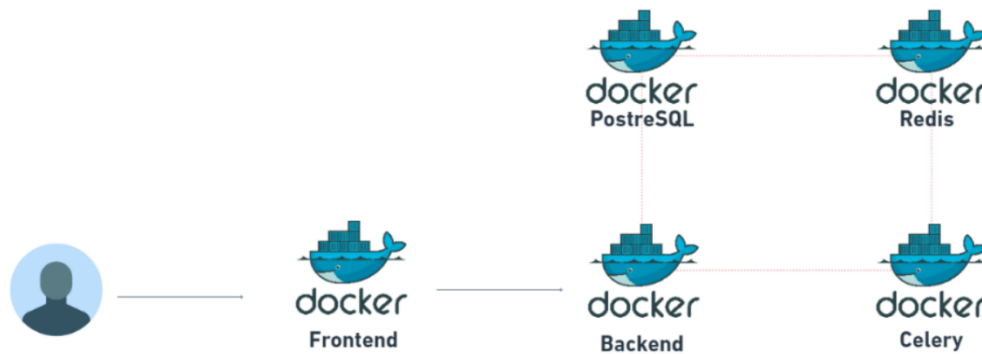 docker
PostreSQL
docker
Redis
docker
Frontend
docker
Backend
docker
Celery